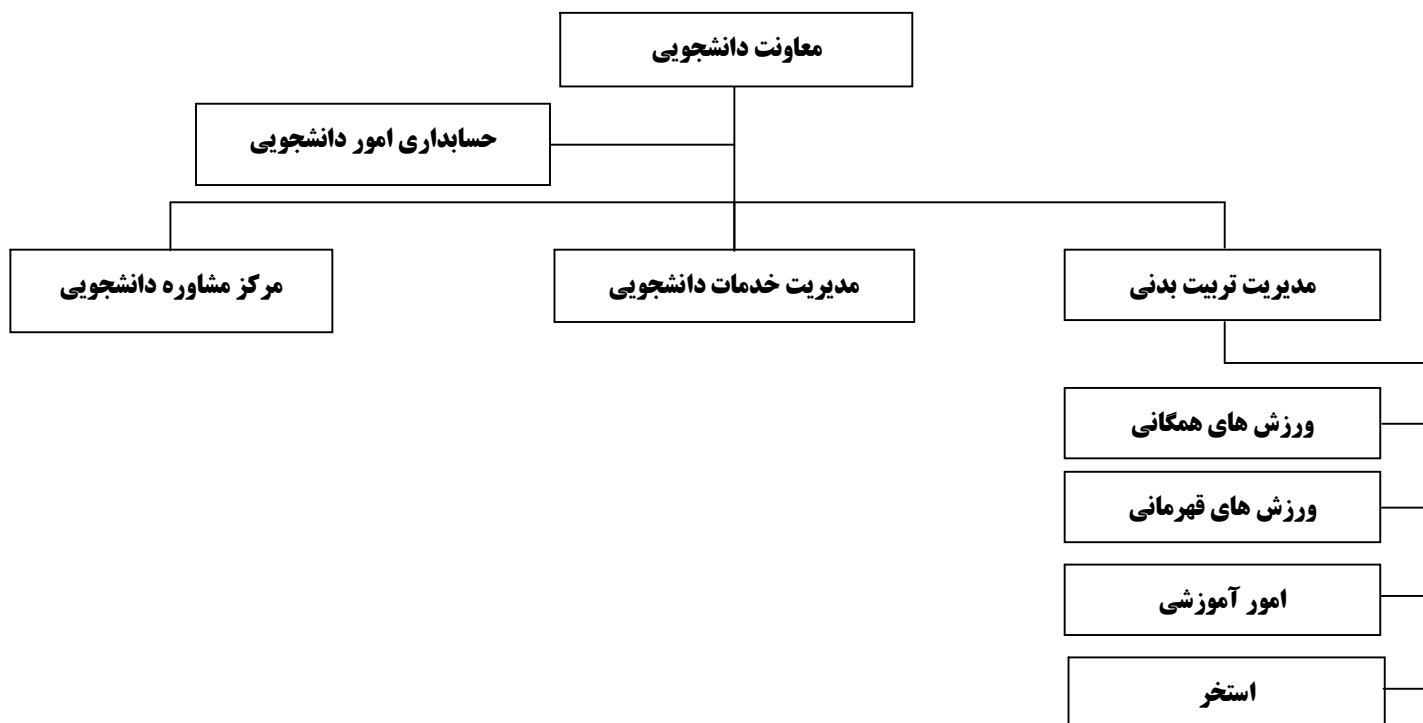 معاونت دانشجویی
حسابداری امور دانشجویی
مدیریت تربیت بدنی
مدیریت خدمات دانشجویی
مرکز مشاوره دانشجویی
ورزش های همگانی
ورزش های قهرمانی
امور آموزشی
استخر